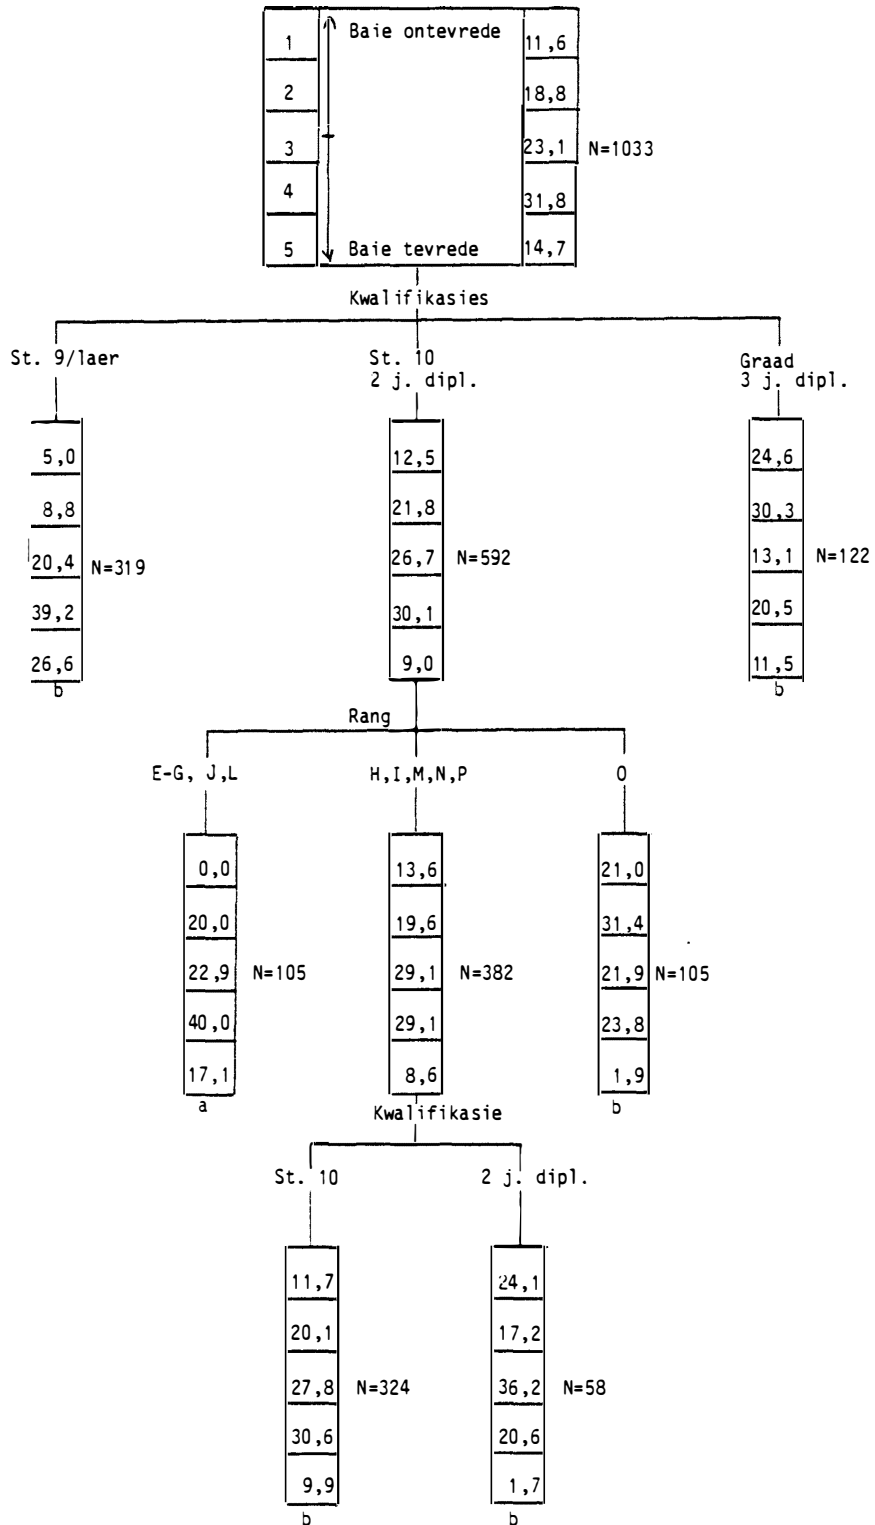 1 Baie ontevrede 11,6
2 18,8
3 23,1 N=1033
4 31,8
5 Baie tevrede 14,7
Kwalifikasies
St. 9/laer
5,0
8,8
20,4 N=319
39,2
26,6
b
St. 10
2 j. dipl.
12,5
21,8
26,7 N=592
30,1
9,0
Graad
3 j. dipl.
24,6
30,3
13,1 N=122
20,5
11,5
b
Rang
E-G, J,L
0,0
20,0
22,9 N=105
40,0
17,1
a
H,I,M,N,P
13,6
19,6
29,1 N=382
29,1
8,6
O
21,0
31,4
21,9 N=105
23,8
1,9
b
Kwalifikasie
St. 10
11,7
20,1
27,8 N=324
30,6
9,9
b
2 j. dipl.
24,1
17,2
36,2 N=58
20,6
1,7
b